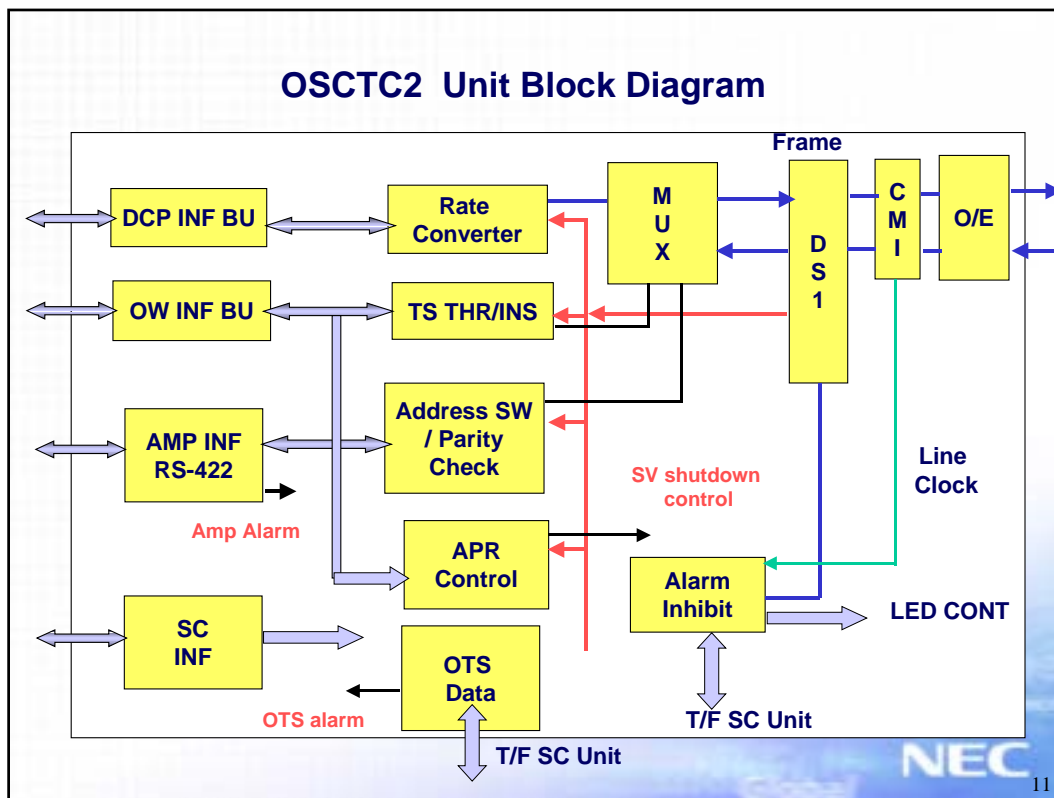 OSCTC2 Unit Block Diagram
Frame
DCP INF BU
Rate
Converter
M
U
X
D
S
1
C
M
I
O/E
OW INF BU
TS THR/INS
AMP INF
RS-422
Address SW
/ Parity
Check
SV shutdown
control
Line
Clock
Amp Alarm
APR
Control
Alarm
Inhibit
LED CONT
SC
INF
OTS
Data
OTS alarm
T/F SC Unit
T/F SC Unit
NEC
Global
11